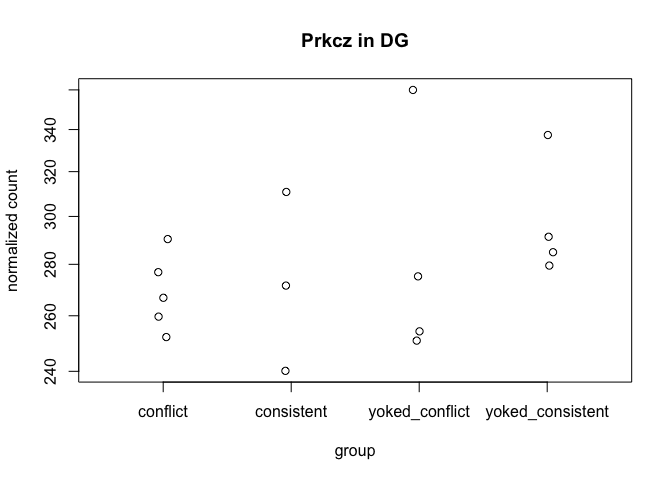 Prkcz in DG
normalized count
340
320
300
280
260
240
conflict consistent yoked_conflict yoked_consistent
group